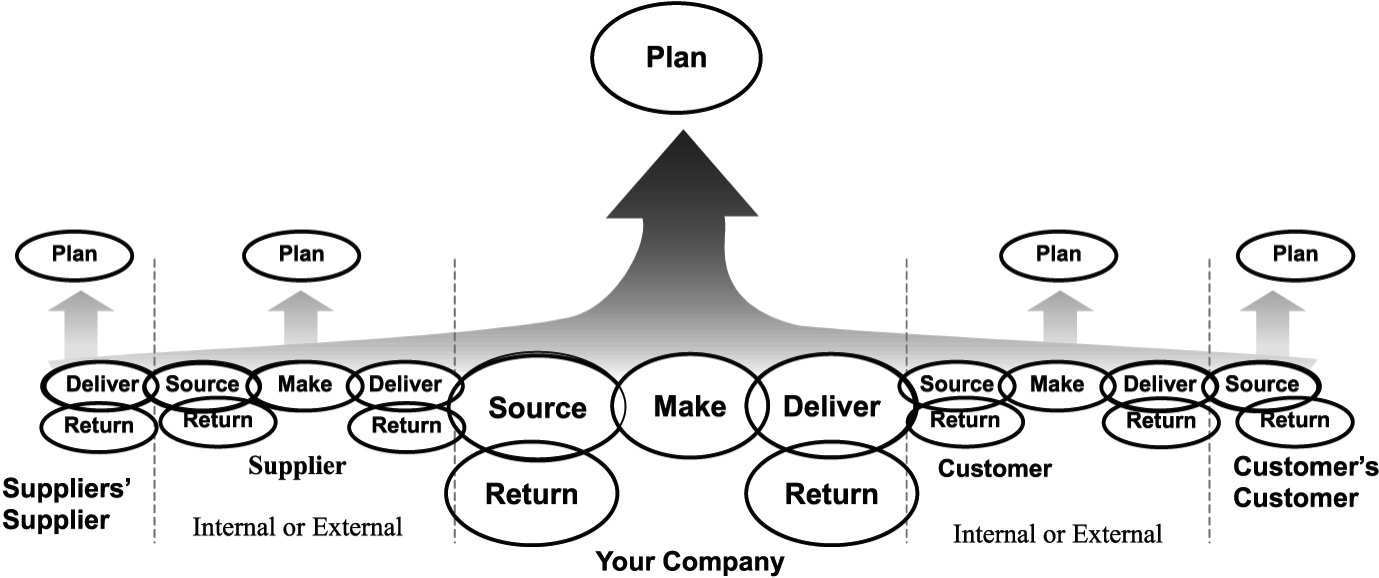 Plan
Plan
Plan
Plan
Plan
Deliver
Source
Make
Deliver
Source
Make
Deliver
Source
Make
Deliver
Source
Return
Return
Return
Return
Return
Return
Return
Return
Suppliers’
Supplier
Supplier
Internal or External
Your Company
Customer
Internal or External
Customer’s
Customer